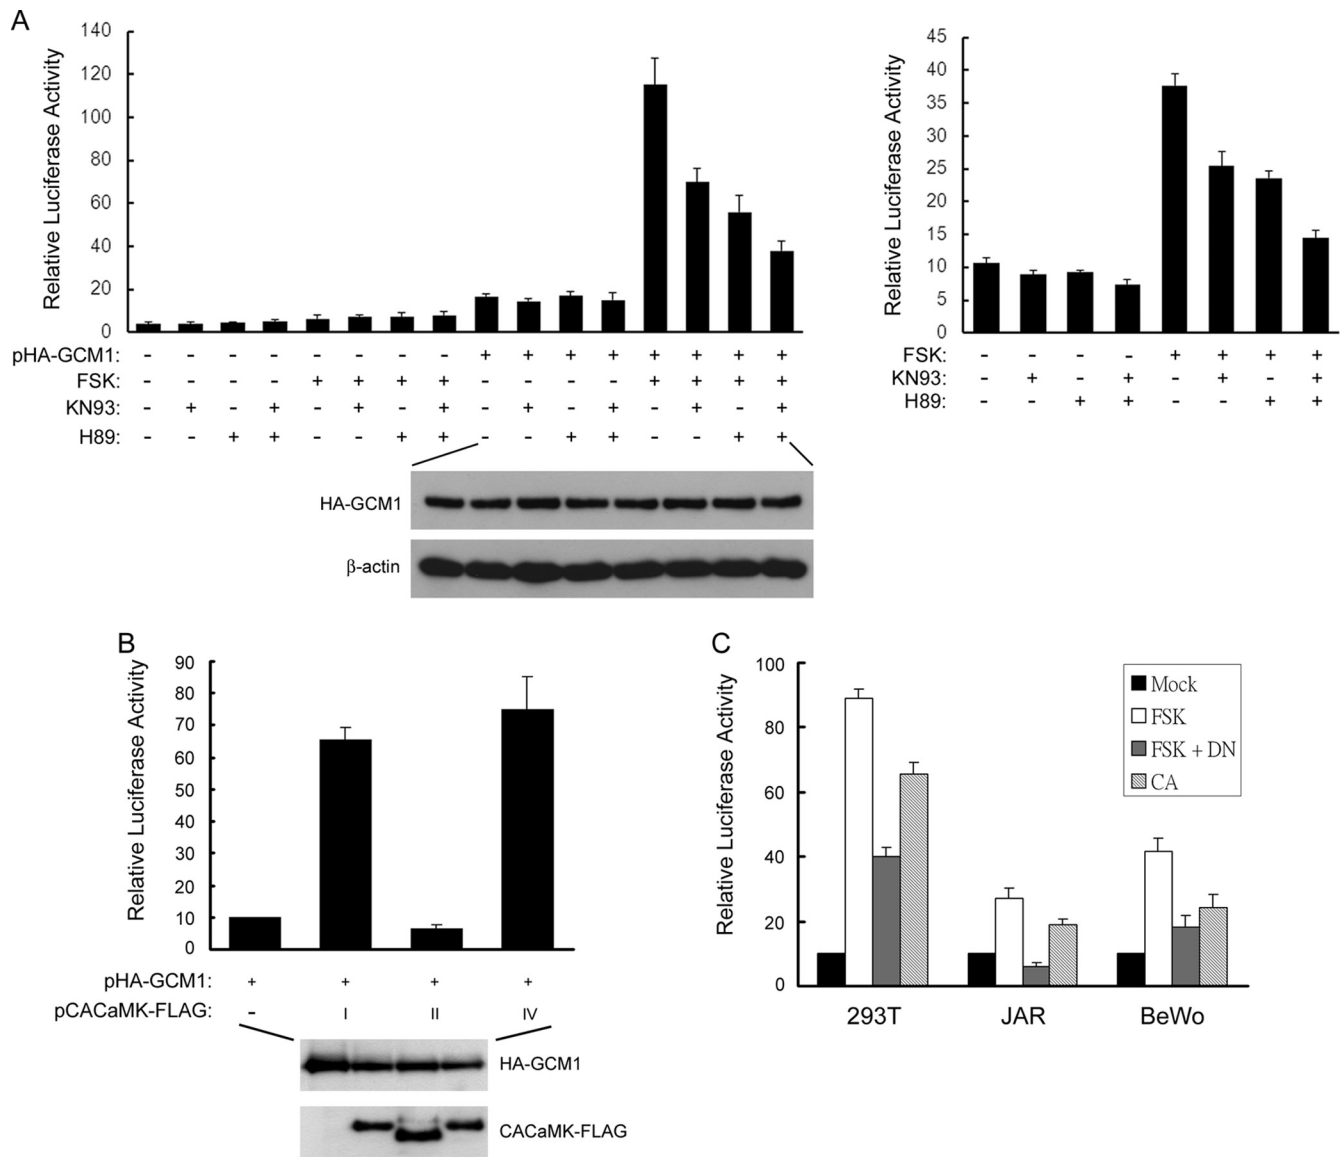 A
Relative Luciferase Activity
140
120
100
80
60
40
20
0
pHA-GCM1: - - - - - - - - + + + + + + + +
FSK: - - - - + + + + - - - - + + + +
KN93: - + - + - + - + - + - + - + - +
H89: - - + + - - + + - - + + - - + +
HA-GCM1
β-actin
Relative Luciferase Activity
45
40
35
30
25
20
15
10
5
0
FSK: - - - - + + + +
KN93: - + - + - + - +
H89: - - + + - - + +
B
Relative Luciferase Activity
90
80
70
60
50
40
30
20
10
0
pHA-GCM1: + + + +
pCACaMK-FLAG: - I II IV
HA-GCM1
CACaMK-FLAG
C
Relative Luciferase Activity
100
80
60
40
20
0
293T JAR BeWo
Mock
FSK
FSK + DN
CA